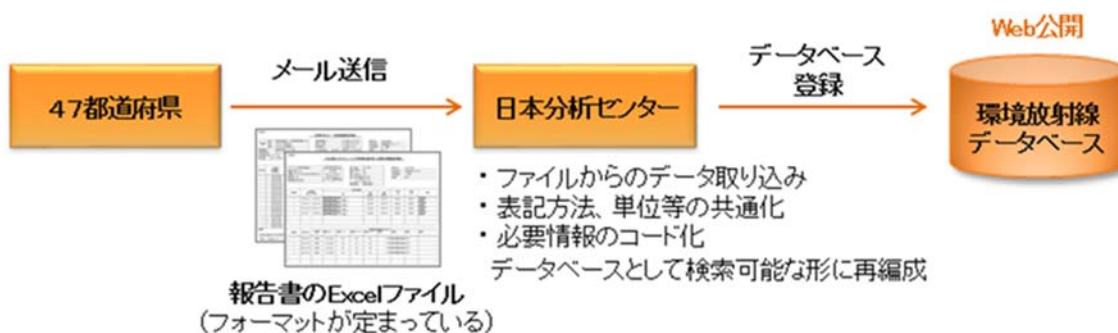 Web公開
メール送信
データベース
登録
47都道府県
日本分析センター
環境放射線
データベース
・ファイルからのデータ取り込み
・表記方法、単位等の共通化
・必要情報のコード化
データベースとして検索可能な形に再編成
報告書のExcelファイル
(フォーマットが定まっている)